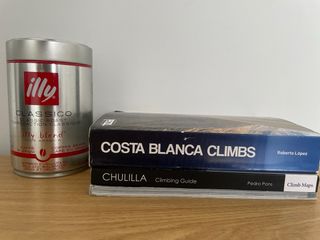 illy
CLASSICO
illy blend
COSTA BLANCA CLIMBS
Roberto López
CHULILLA
Climbing Guide
Pedro Pons
Climb Maps